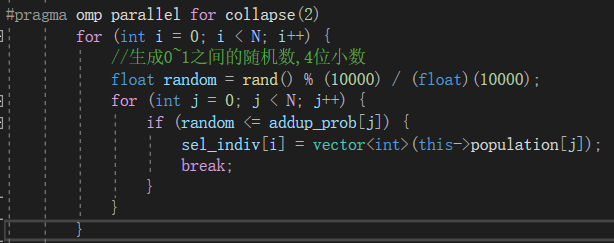 #pragma omp parallel for collapse(2)
for (int i = 0; i < N; i++) {
//生成0~1之间的随机数,4位小数
float random = rand() % (10000) / (float)(10000);
for (int j = 0; j < N; j++) {
if (random <= addup_prob[j]) {
sel_indiv[i] = vector<int>(this->population[j]);
break;
}
}
}